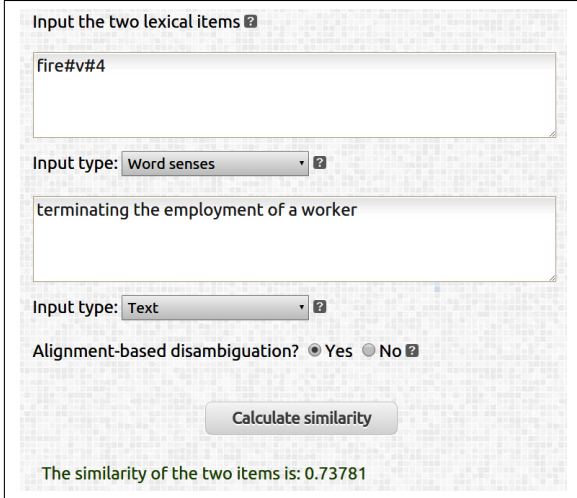 Input the two lexical items ?
fire#v#4
Input type: Word senses ?
terminating the employment of a worker
Input type: Text ?
Alignment-based disambiguation? Yes No ?
Calculate similarity
The similarity of the two items is: 0.73781